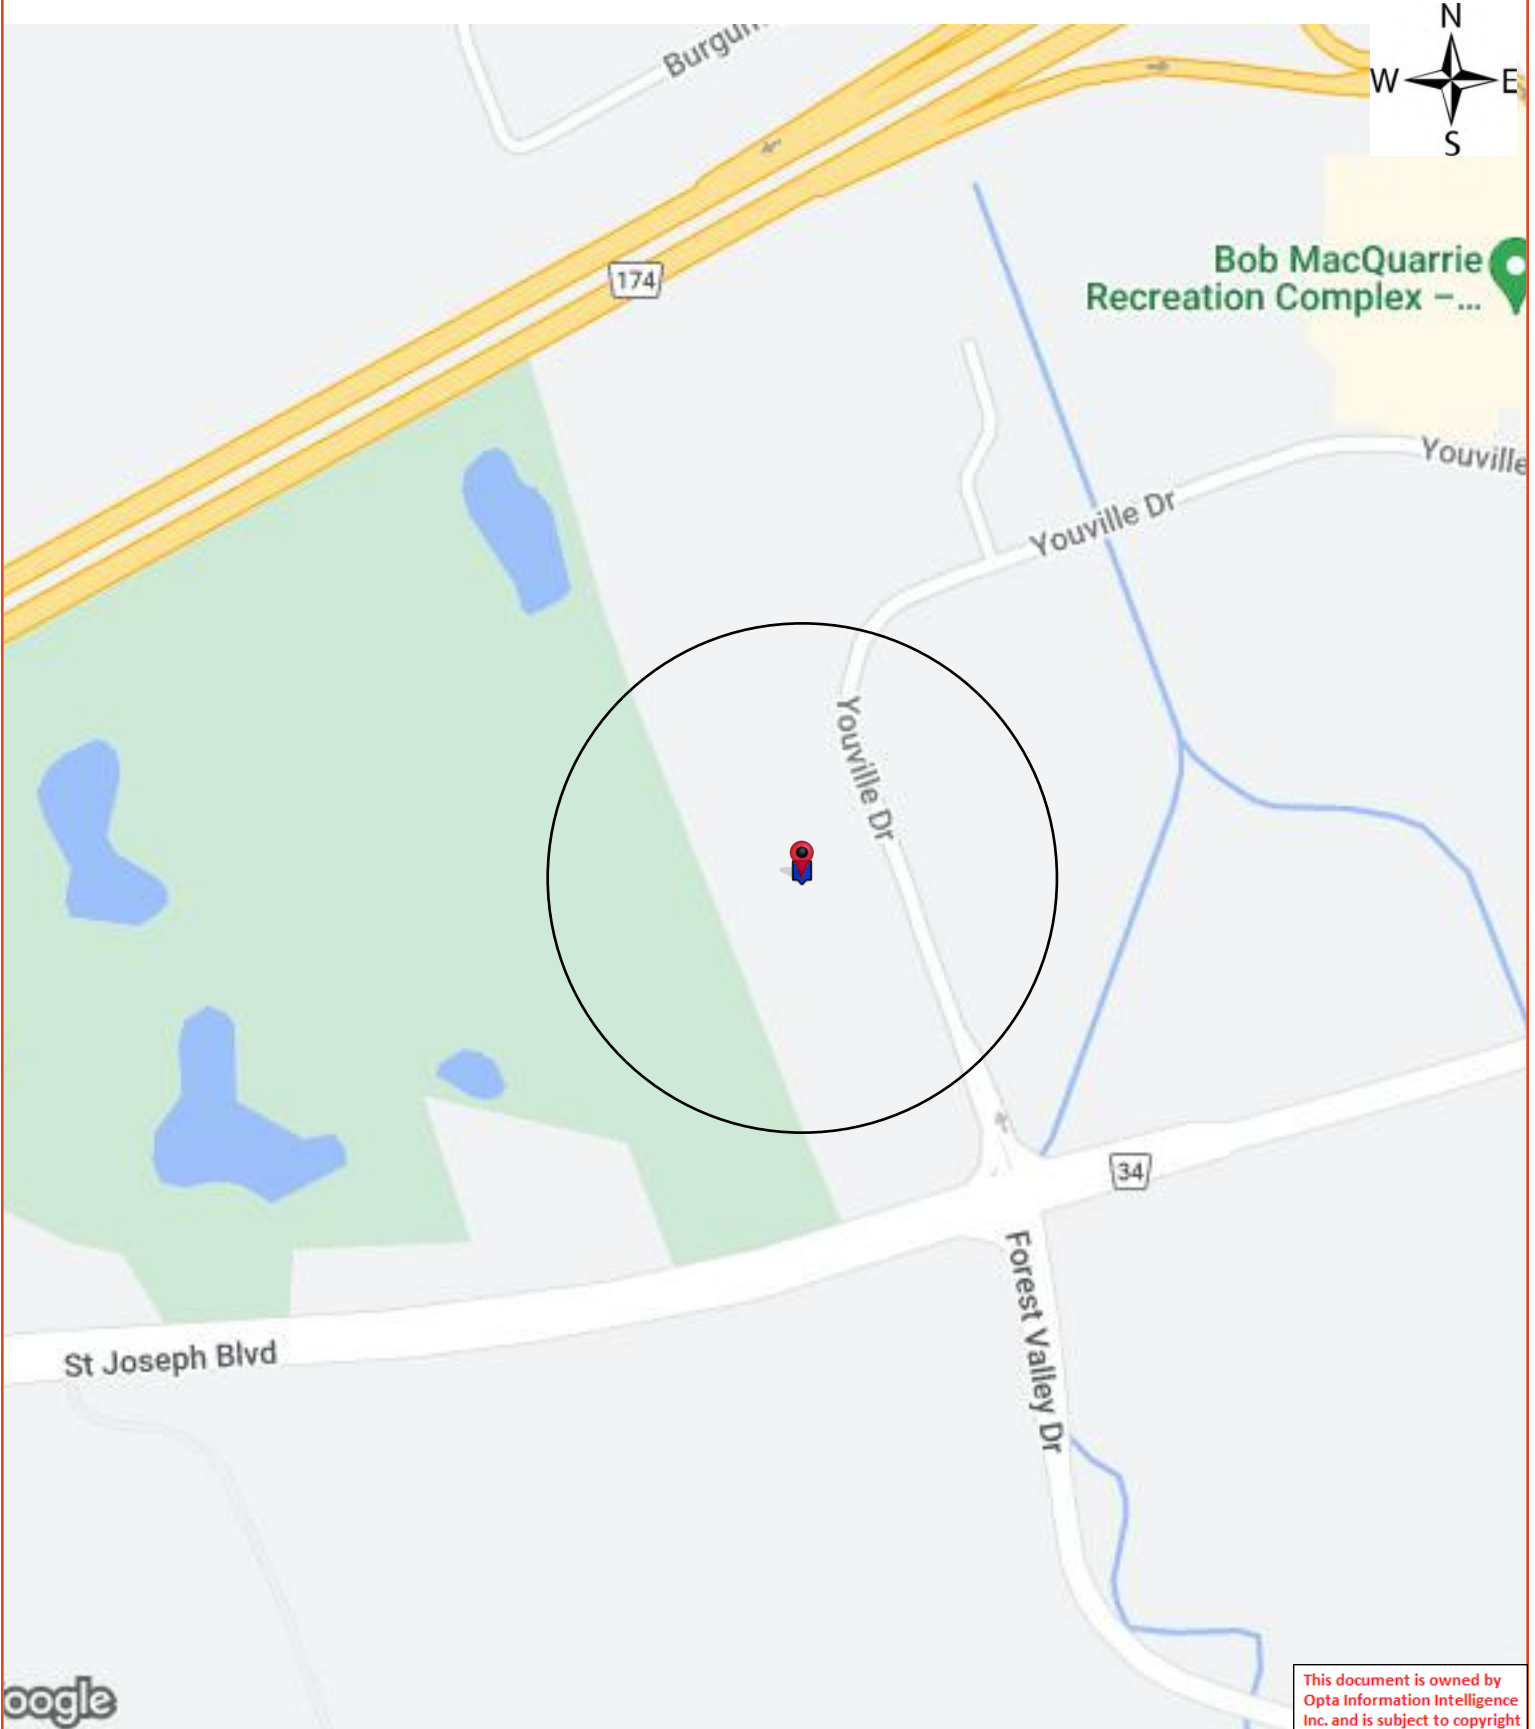 N
W E
S
174
Bob MacQuarrie
Recreation Complex –...
Youville
Youville Dr
Youville Dr
34
Forest Valley Dr
St Joseph Blvd
oogle
This document is owned by
Opta Information Intelligence
Inc. and is subject to copyright